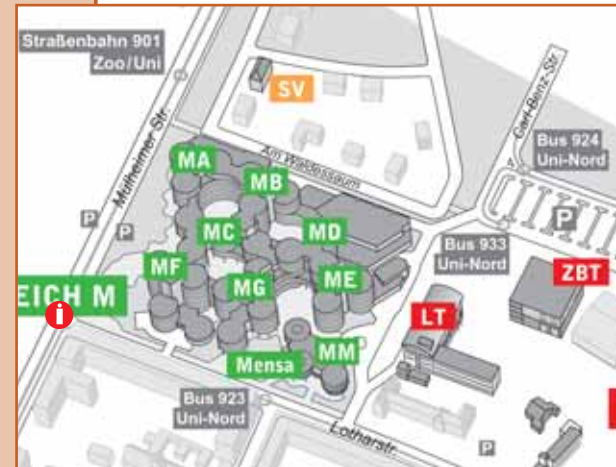 Straßenbahn 901
Zoo/Uni
SV
Carl-Benz-Str.
Bus 924
Uni-Nord
Mülheimer Str.
Am Waldessaum
MA
MB
P
P
P
MC
MD
Bus 933
Uni-Nord
MF
MG
ME
ZBT
EICH M
i
LT
MM
Mensa
Bus 923
Uni-Nord
Lotharstr.
P